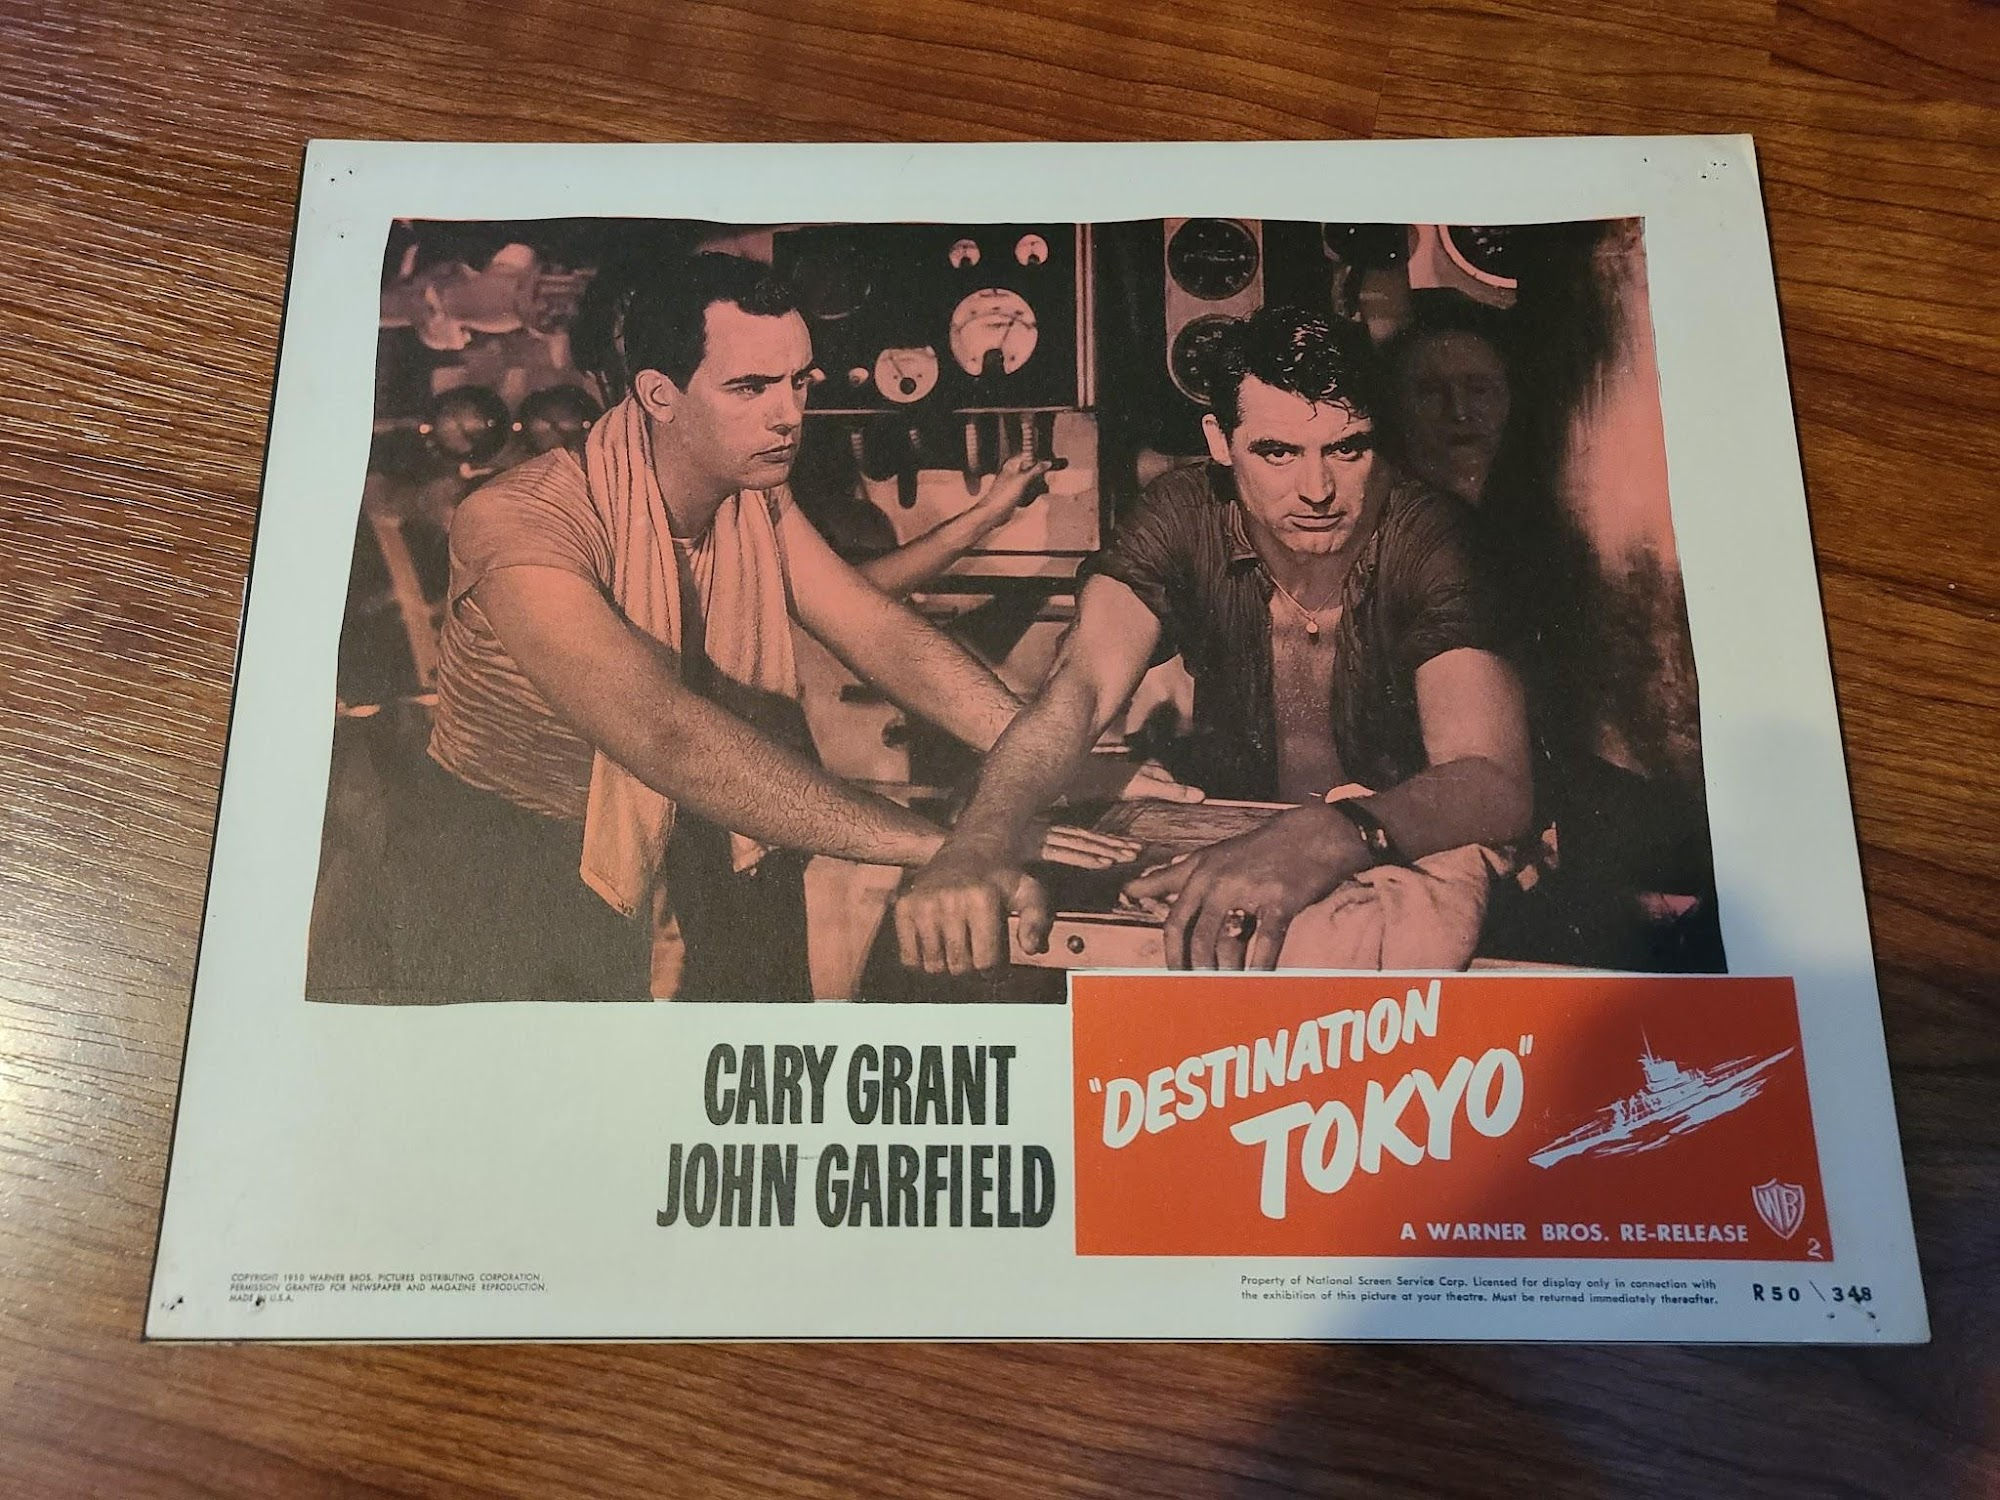 CARY GRANT
JOHN GARFIELD
"DESTINATION
TOKYO"
A WARNER BROS. RE-RELEASE
WB
2
COPYRIGHT 1950 WARNER BROS. PICTURES DISTRIBUTING CORPORATION.
PERMISSION GRANTED FOR NEWSPAPER AND MAGAZINE REPRODUCTION.
MADE IN U.S.A.
Property of National Screen Service Corp. Licensed for display only in connection with
the exhibition of this picture at your theatre. Must be returned immediately thereafter.
R50 \ 348